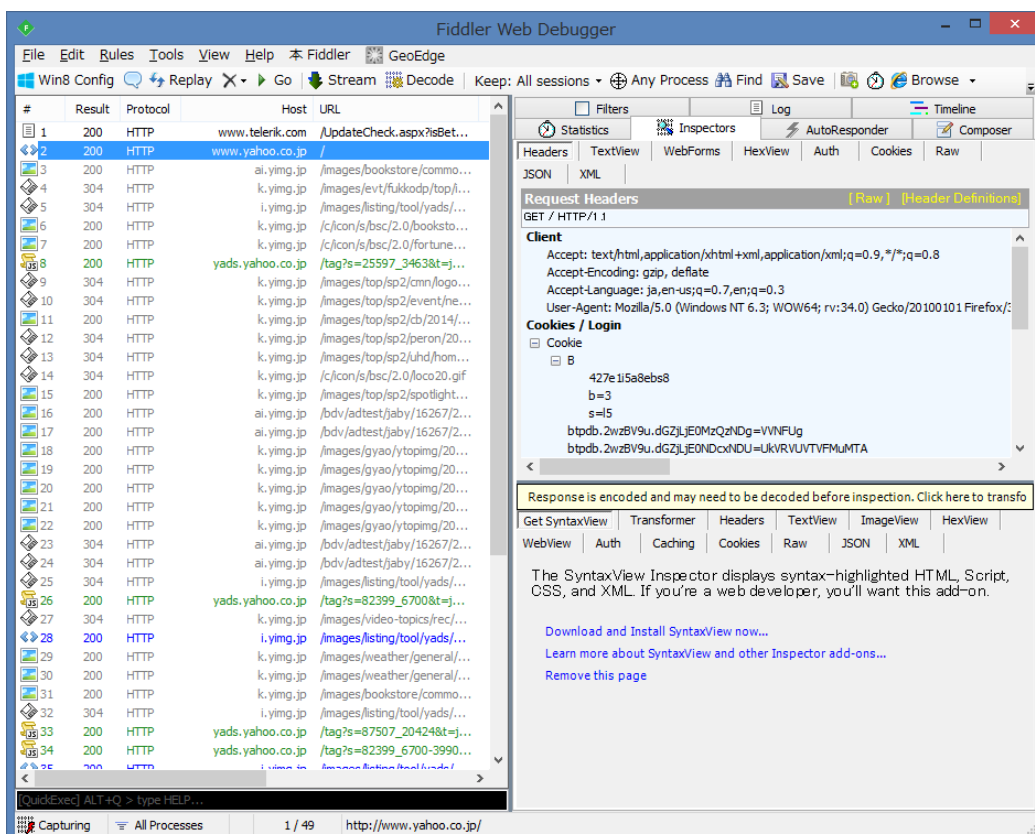 Fiddler Web Debugger
File Edit Rules Tools View Help 本 Fiddler GeoEdge
Win8 Config Replay X Go Stream Decode Keep: All sessions Any Process Find Save Browse
# Result Protocol Host URL
1 200 HTTP www.telerik.com /UpdateCheck.aspx?isBet...
2 200 HTTP www.yahoo.co.jp /
3 200 HTTP ai.yimg.jp /images/bookstore/commo...
4 304 HTTP k.yimg.jp /images/evt/fukkodp/top/i...
5 304 HTTP i.yimg.jp /images/listing/tool/yads/...
6 200 HTTP k.yimg.jp /c/icon/s/bsc/2.0/booksto...
7 200 HTTP k.yimg.jp /c/icon/s/bsc/2.0/fortune...
8 200 HTTP yads.yahoo.co.jp /tag?s=25597_3463&t=j...
9 304 HTTP k.yimg.jp /images/top/sp2/cmn/logo...
10 304 HTTP k.yimg.jp /images/top/sp2/event/ne...
11 200 HTTP k.yimg.jp /images/top/sp2/cb/2014/...
12 304 HTTP k.yimg.jp /images/top/sp2/peron/20...
13 304 HTTP k.yimg.jp /images/top/sp2/uhd/hom...
14 304 HTTP k.yimg.jp /c/icon/s/bsc/2.0/loco20.gif
15 200 HTTP k.yimg.jp /images/top/sp2/spotlight...
16 200 HTTP ai.yimg.jp /bdv/adtest/jaby/16267/2...
17 200 HTTP ai.yimg.jp /bdv/adtest/jaby/16267/2...
18 200 HTTP k.yimg.jp /images/gyao/ytopimg/20...
19 200 HTTP k.yimg.jp /images/gyao/ytopimg/20...
20 200 HTTP k.yimg.jp /images/gyao/ytopimg/20...
21 200 HTTP k.yimg.jp /images/gyao/ytopimg/20...
22 200 HTTP k.yimg.jp /images/gyao/ytopimg/20...
23 304 HTTP ai.yimg.jp /bdv/adtest/jaby/16267/2...
24 304 HTTP ai.yimg.jp /bdv/adtest/jaby/16267/2...
25 304 HTTP i.yimg.jp /images/listing/tool/yads/...
26 200 HTTP yads.yahoo.co.jp /tag?s=82399_6700&t=j...
27 304 HTTP k.yimg.jp /images/video-topics/rec/...
28 200 HTTP i.yimg.jp /images/listing/tool/yads/...
29 200 HTTP k.yimg.jp /images/weather/general/...
30 200 HTTP k.yimg.jp /images/weather/general/...
31 200 HTTP k.yimg.jp /images/bookstore/commo...
32 304 HTTP i.yimg.jp /images/listing/tool/yads/...
33 200 HTTP yads.yahoo.co.jp /tag?s=87507_20424&t=j...
34 200 HTTP yads.yahoo.co.jp /tag?s=82399_6700-3990...
35 200 HTTP i.yimg.jp /images/listing/tool/yads/
[QuickExec] ALT+Q > type HELP...
Filters Log Timeline
Statistics Inspectors AutoResponder Composer
Headers TextView WebForms HexView Auth Cookies Raw
JSON XML
Request Headers [ Raw ] [Header Definitions]
GET / HTTP/1.1
Client
Accept: text/html,application/xhtml+xml,application/xml;q=0.9,*/*;q=0.8
Accept-Encoding: gzip, deflate
Accept-Language: ja,en-us;q=0.7,en;q=0.3
User-Agent: Mozilla/5.0 (Windows NT 6.3; WOW64; rv:34.0) Gecko/20100101 Firefox/3
Cookies / Login
Cookie
B
427e1i5a8ebs8
b=3
s=l5
btpdb.2wzBV9u.dGZjLjE0MzQzNDg=VVNFUg
btpdb.2wzBV9u.dGZjLjE0NDcxNDU=UkVRVUVTVFMuMTA
Response is encoded and may need to be decoded before inspection. Click here to transfo
Get SyntaxView Transformer Headers TextView ImageView HexView
WebView Auth Caching Cookies Raw JSON XML
The SyntaxView Inspector displays syntax-highlighted HTML, Script,
CSS, and XML. If you're a web developer, you'll want this add-on.
Download and Install SyntaxView now...
Learn more about SyntaxView and other Inspector add-ons...
Remove this page
Capturing All Processes 1 / 49 http://www.yahoo.co.jp/